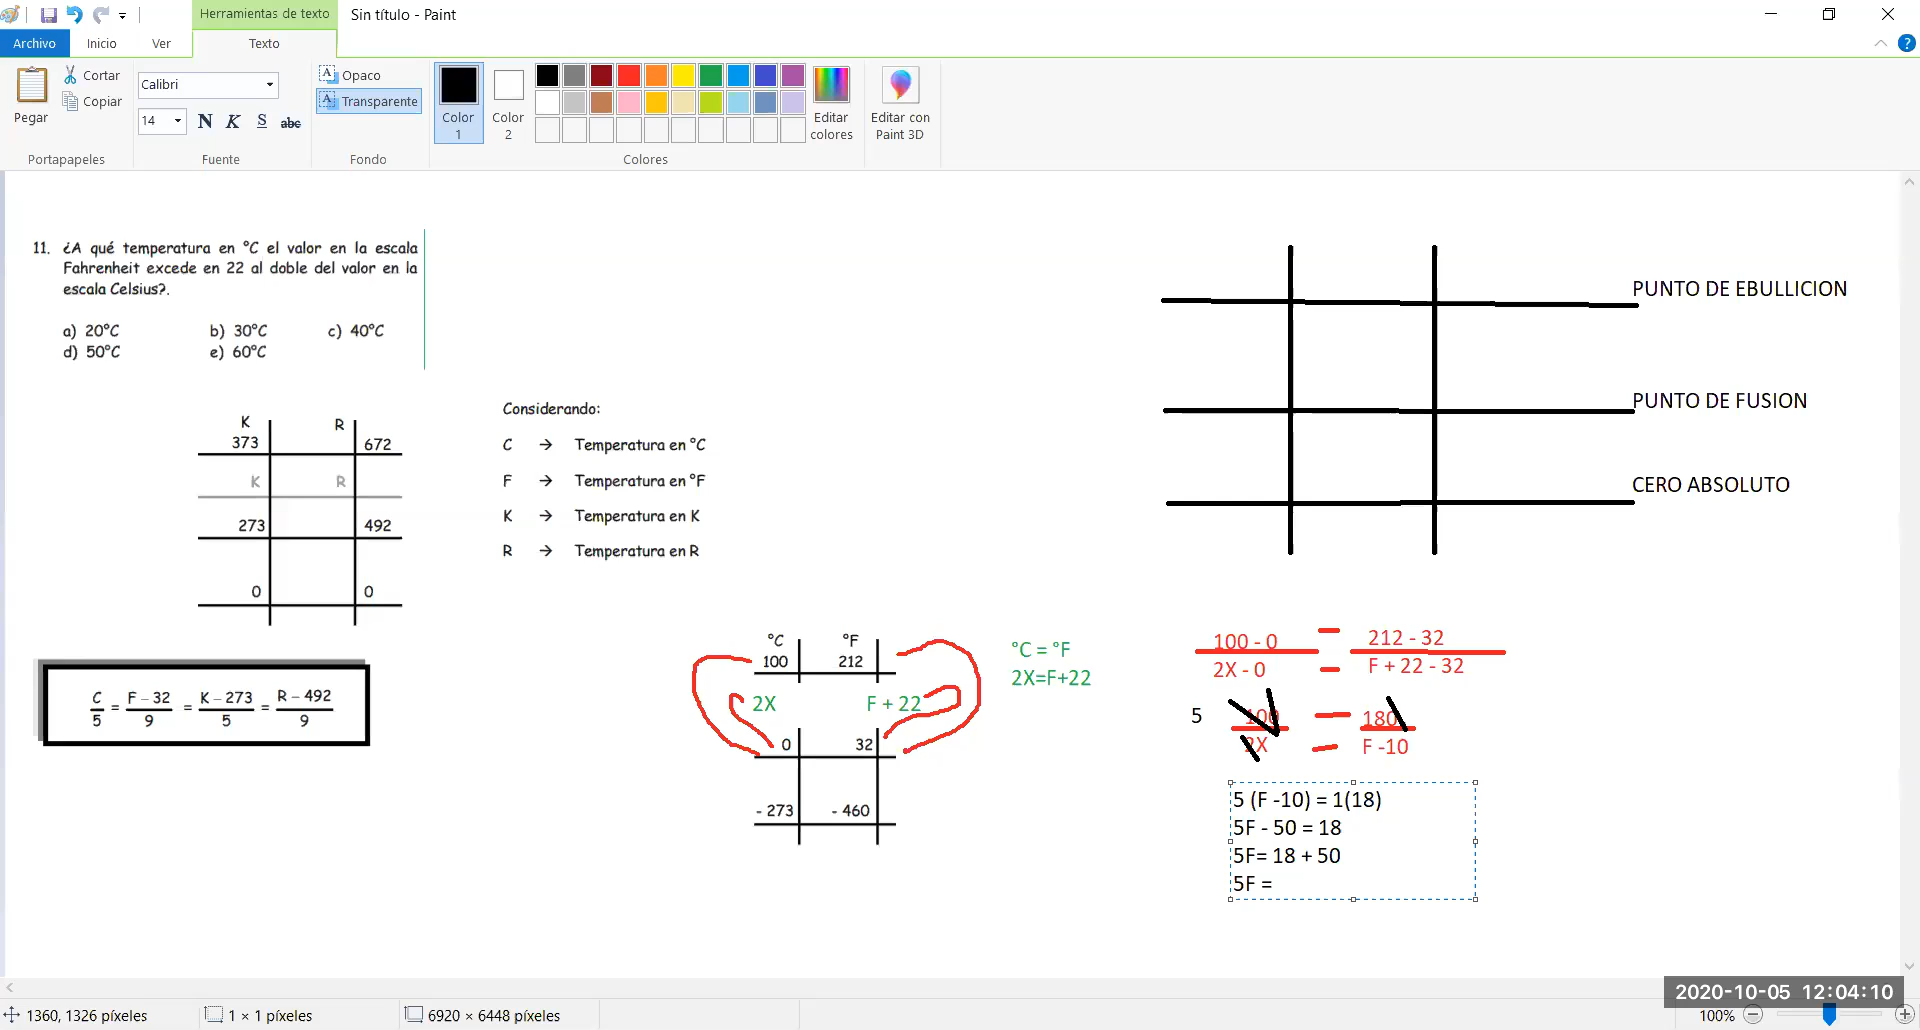 Herramientas de texto
Sin título - Paint
Archivo
Inicio
Ver
Texto
?
Pegar
Cortar
Copiar
Portapapeles
Calibri
14
N K S abc
Fuente
A Opaco
A Transparente
Fondo
Color 1
Color 2
Editar colores
Editar con Paint 3D
Colores
11. ¿A qué temperatura en °C el valor en la escala
Fahrenheit excede en 22 al doble del valor en la
escala Celsius?.
a) 20°C b) 30°C c) 40°C
d) 50°C e) 60°C
K R
373 672
K R
273 492
0 0
C/5 = F – 32/9 = K – 273/5 = R – 492/9
Considerando:
C → Temperatura en °C
F → Temperatura en °F
K → Temperatura en K
R → Temperatura en R
°C °F
100 212
2X F + 22
0 32
- 273 - 460
°C = °F
2X=F+22
PUNTO DE EBULLICION
PUNTO DE FUSION
CERO ABSOLUTO
100 - 0 212 - 32
2X - 0 F + 22 - 32
5 100 180
2X F -10
5 (F -10) = 1(18)
5F - 50 = 18
5F= 18 + 50
5F =
2020-10-05 12:04:10
1360, 1326 píxeles
1 × 1 píxeles
6920 × 6448 píxeles
100%